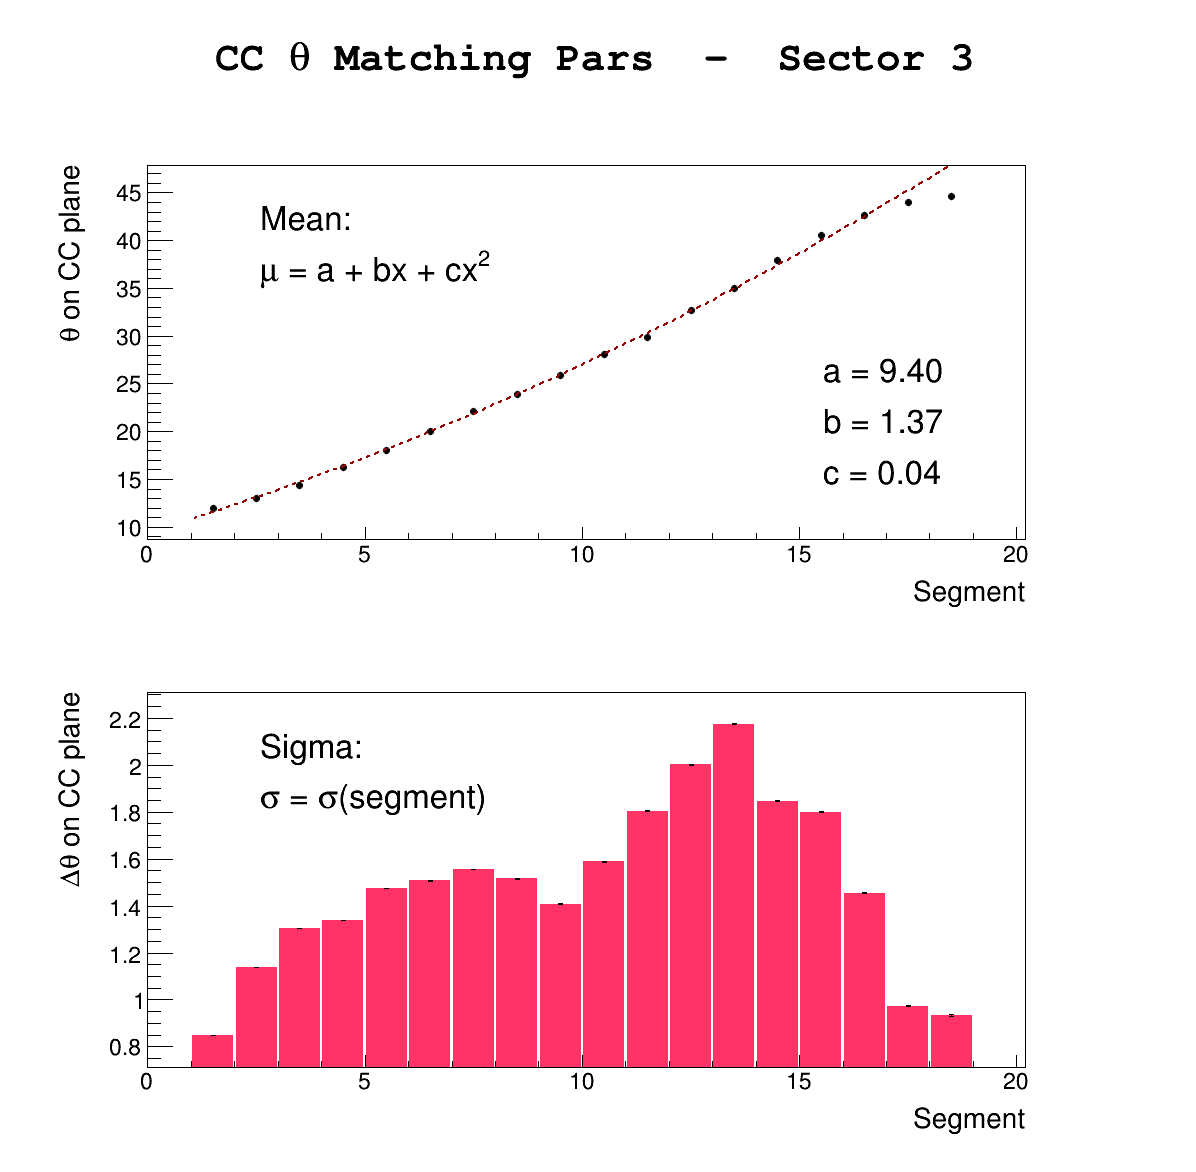 CC θ Matching Pars – Sector 3
θ on CC plane
45
40
35
30
25
20
15
10
Mean:
μ = a + bx + cx²
a = 9.40
b = 1.37
c = 0.04
0 5 10 15 20
Segment
Δθ on CC plane
2.2
2
1.8
1.6
1.4
1.2
1
0.8
Sigma:
σ = σ(segment)
0 5 10 15 20
Segment